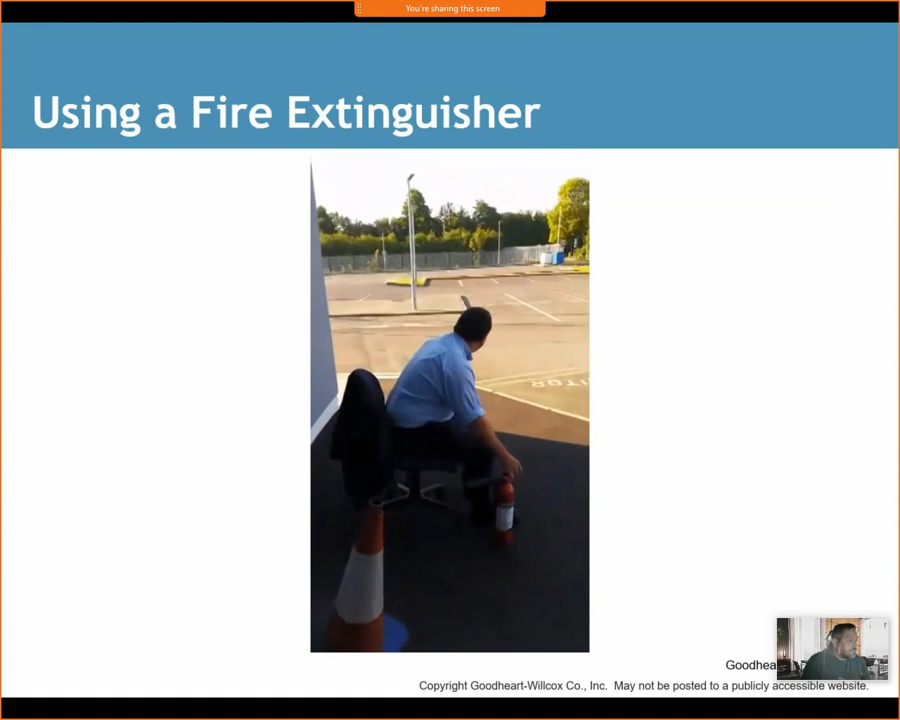 You're sharing this screen
Using a Fire Extinguisher
Goodhea
Copyright Goodheart-Willcox Co., Inc. May not be posted to a publicly accessible website.